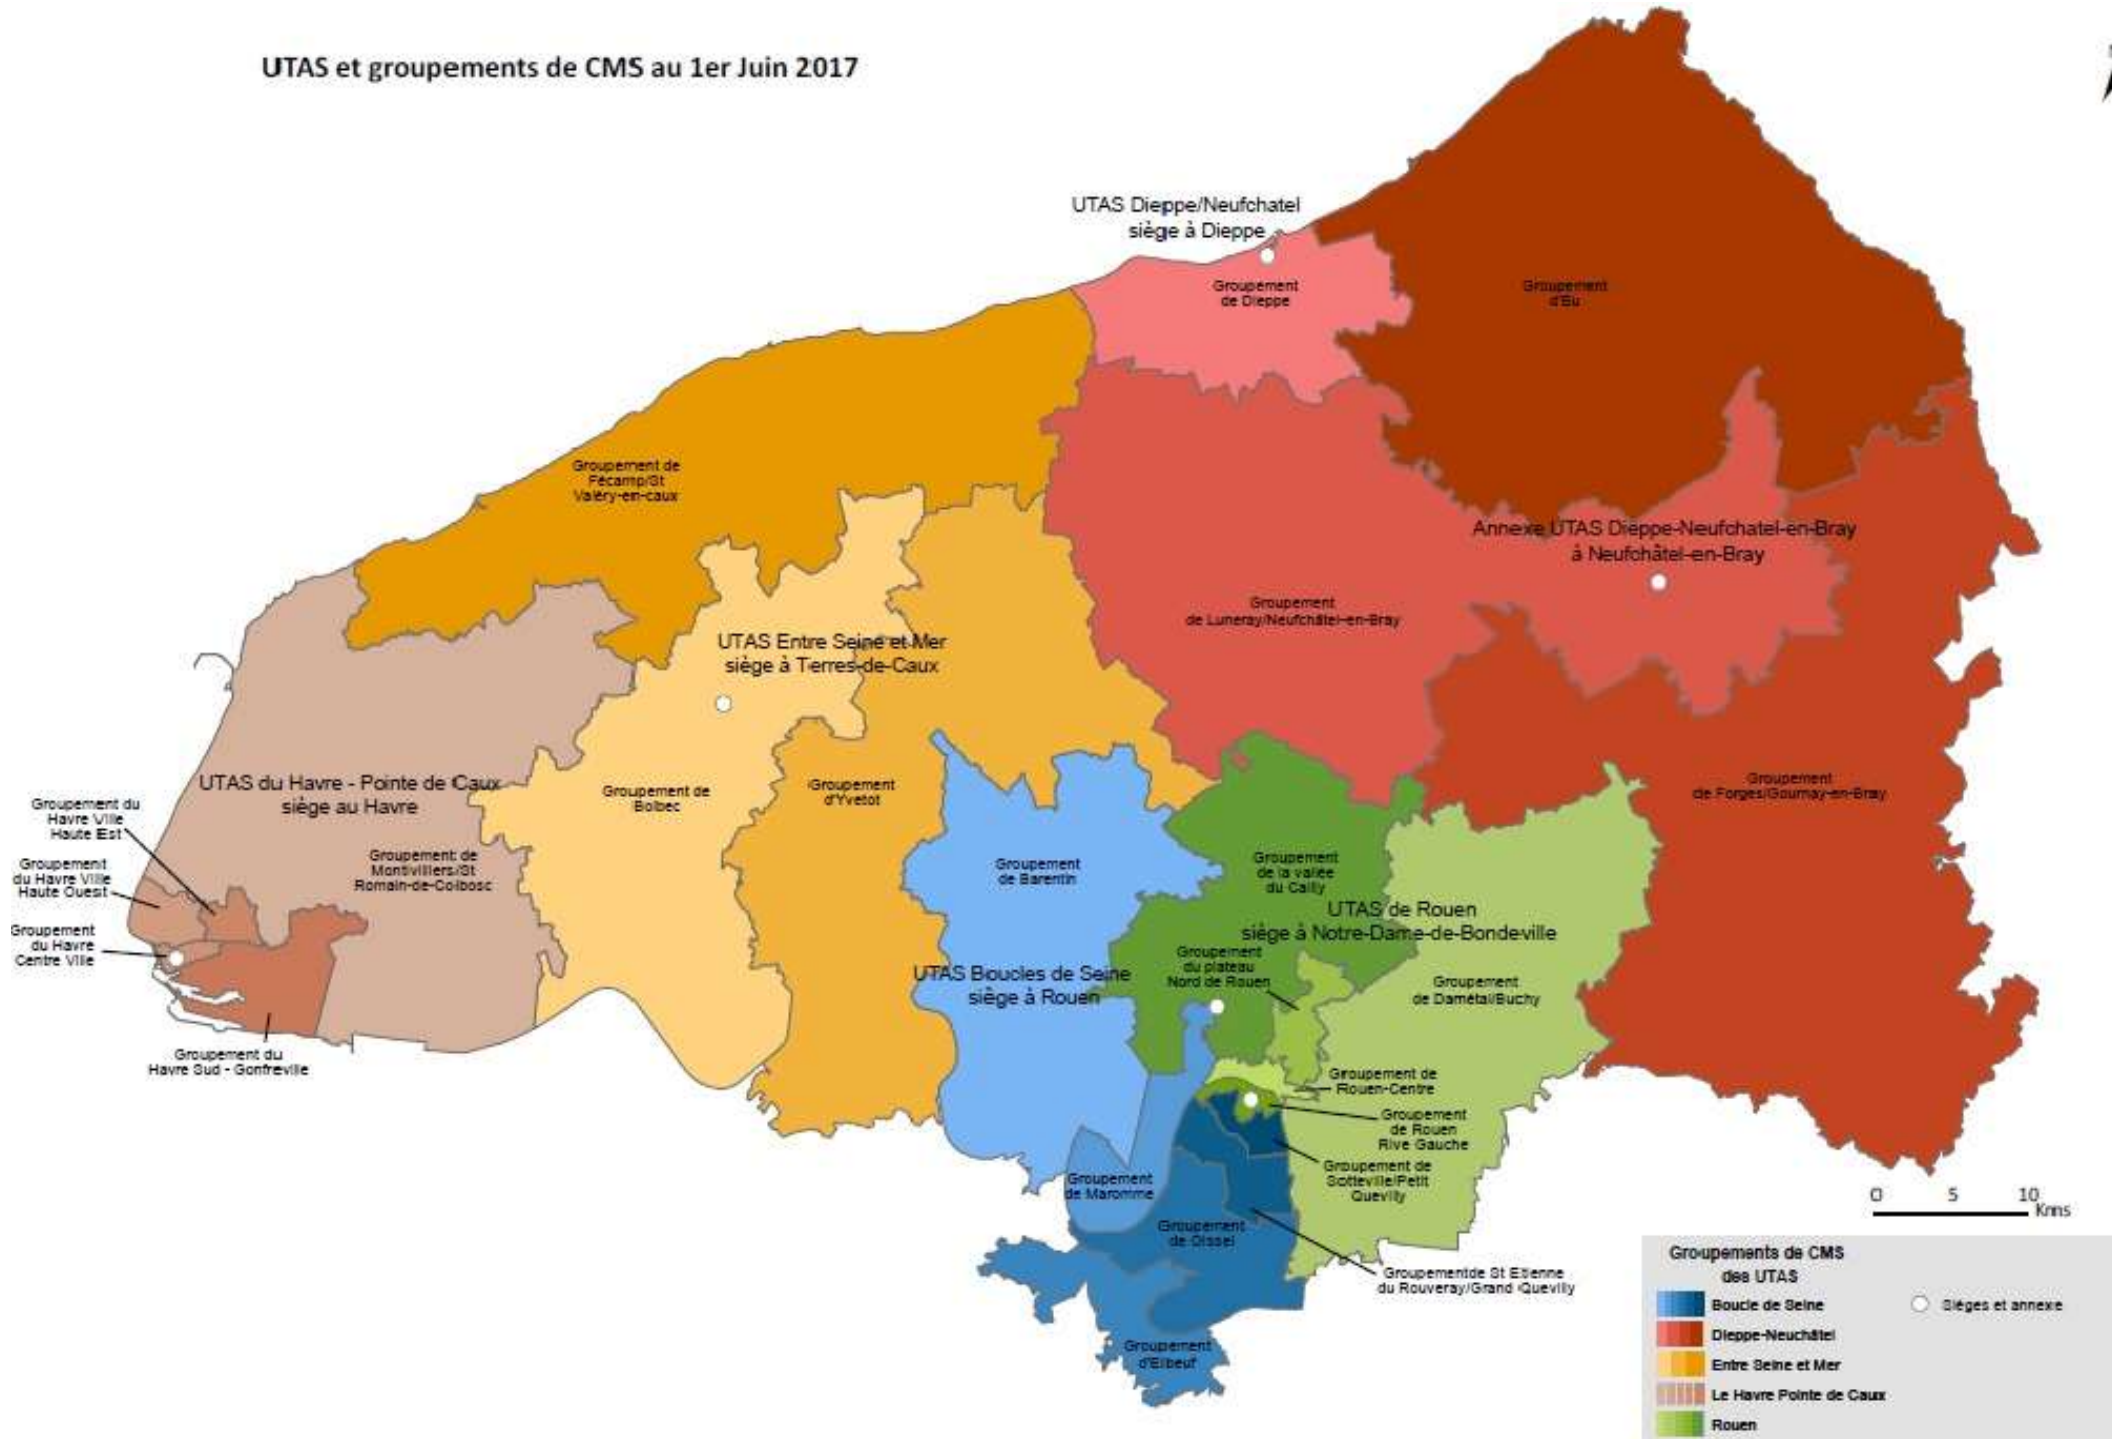 UTAS et groupements de CMS au 1er Juin 2017
UTAS Dieppe/Neufchatel
siège à Dieppe
Groupement
de Dieppe
Groupement
d'Eu
Groupement de
Fécamp/St
Valéry-en-caux
Annexe UTAS Dieppe-Neufchatel-en-Bray
à Neufchâtel-en-Bray
Groupement
de Luneray/Neufchâtel-en-Bray
UTAS Entre Seine et Mer
siège à Terres-de-Caux
UTAS du Havre - Pointe de Caux
siège au Havre
Groupement de
Bolbec
Groupement
d'Yvetot
Groupement
de Forges/Gournay-en-Bray
Groupement du
Havre Ville
Haute Est
Groupement
du Havre Ville
Haute Ouest
Groupement de
Montivilliers/St
Romain-de-Colbosc
Groupement
de Barentin
Groupement
de la vallée
du Cailly
UTAS de Rouen
siège à Notre-Dame-de-Bondeville
Groupement
du Havre
Centre Ville
Groupement
du plateau
Nord de Rouen
UTAS Boucles de Seine
siège à Rouen
Groupement
de Darnétal/Buchy
Groupement du
Havre Sud - Gonfreville
Groupement de
Rouen-Centre
Groupement
de Rouen
Rive Gauche
Groupement de
Sotteville/Petit
Quevilly
Groupement
de Maromme
Groupement
de Oissel
Groupementde St Etienne
du Rouveray/Grand Quevilly
Groupement
d'Elbeuf
0 5 10
Kms
Groupements de CMS
des UTAS
Boucle de Seine
Sièges et annexe
Dieppe-Neuchâtel
Entre Seine et Mer
Le Havre Pointe de Caux
Rouen